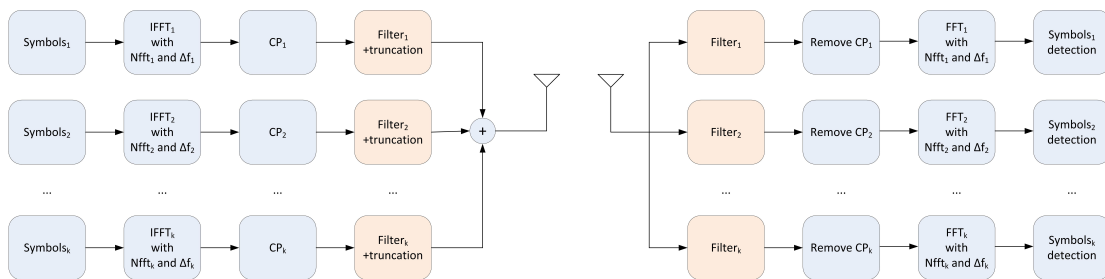 Symbols₁
IFFT₁
with
Nfft₁ and Δf₁
CP₁
Filter₁
+truncation
Filter₁
Remove CP₁
FFT₁
with
Nfft₁ and Δf₁
Symbols₁
detection
Symbols₂
IFFT₂
with
Nfft₂ and Δf₂
CP₂
Filter₂
+truncation
+
Filter₂
Remove CP₂
FFT₂
with
Nfft₂ and Δf₂
Symbols₂
detection
...
...
...
...
...
...
...
...
Symbolsₖ
IFFTₖ
with
Nfftₖ and Δfₖ
CPₖ
Filterₖ
+truncation
Filterₖ
Remove CPₖ
FFTₖ
with
Nfftₖ and Δfₖ
Symbolsₖ
detection